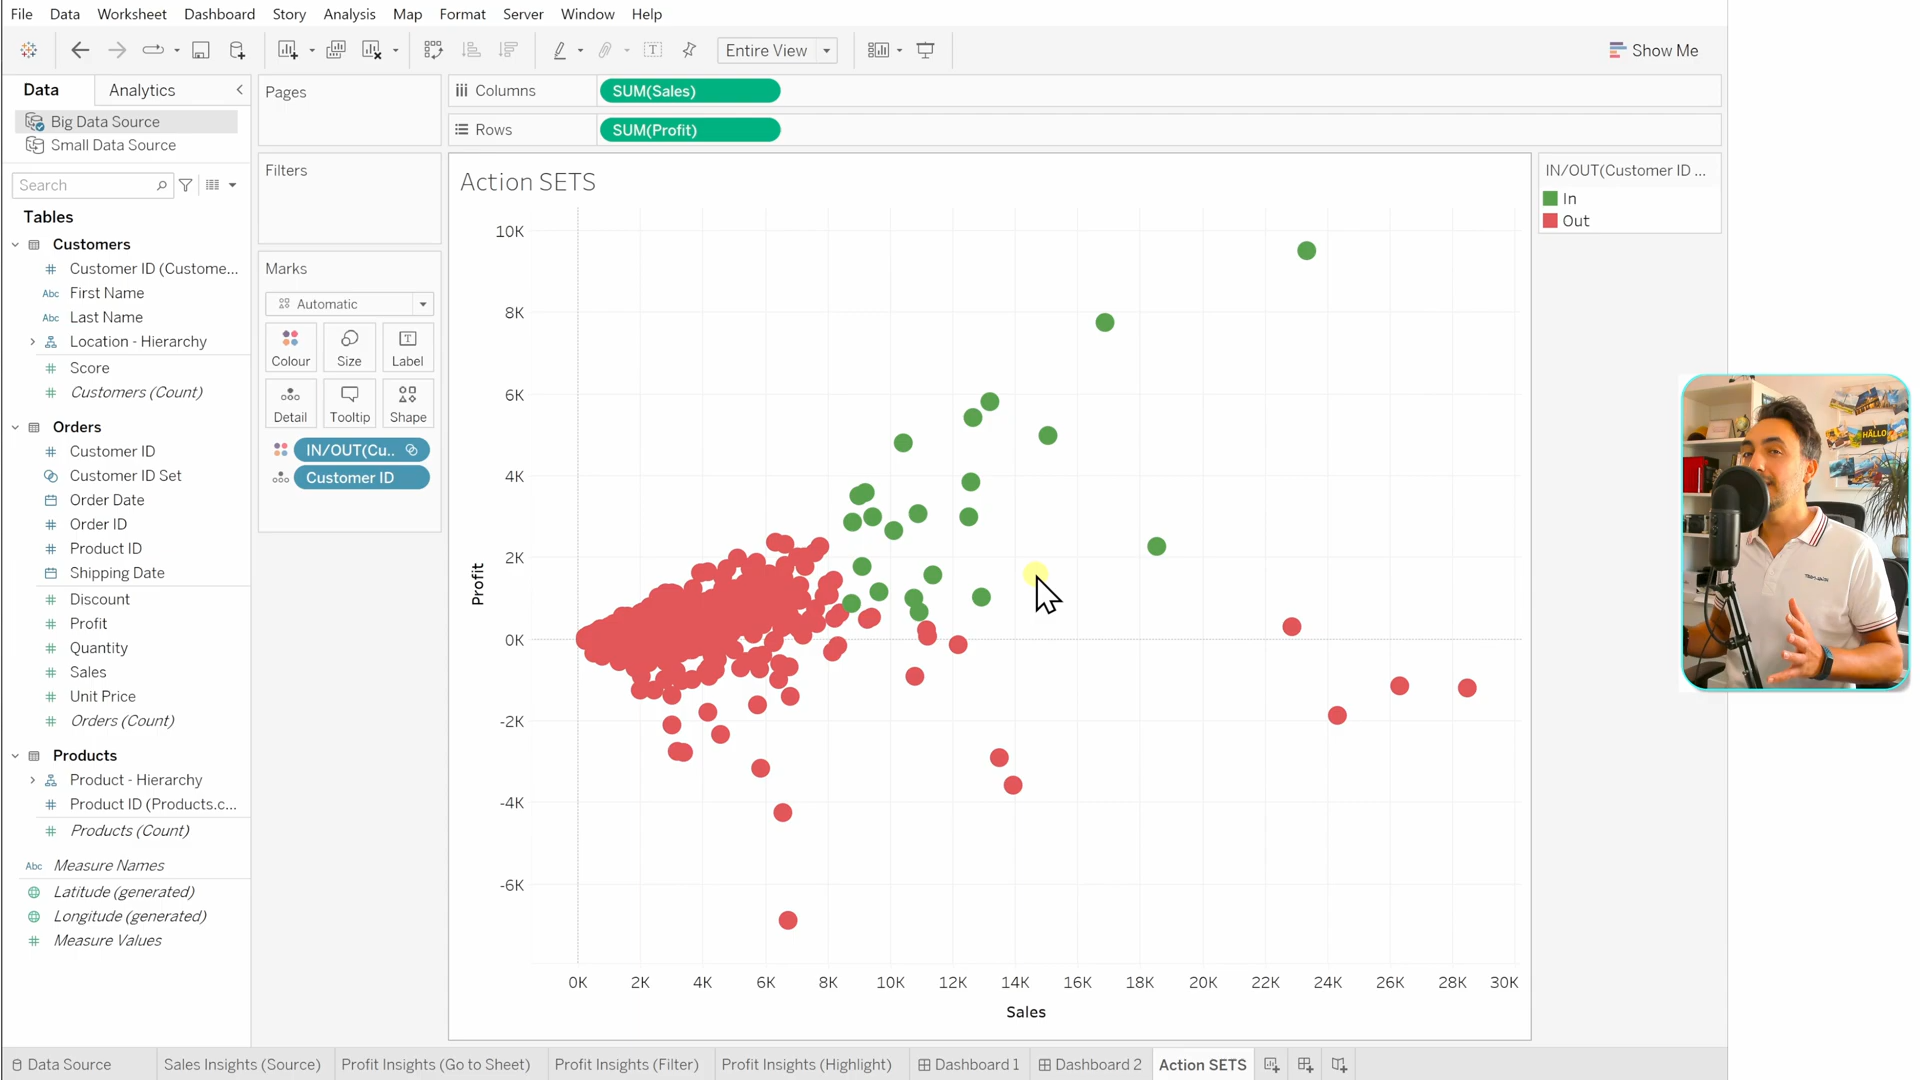 File Data Worksheet Dashboard Story Analysis Map Format Server Window Help
Entire View
Show Me
Data Analytics
Big Data Source
Small Data Source
Search
Tables
Customers
Customer ID (Custome...
Abc First Name
Abc Last Name
Location - Hierarchy
Score
Customers (Count)
Orders
Customer ID
Customer ID Set
Order Date
Order ID
Product ID
Shipping Date
Discount
Profit
Quantity
Sales
Unit Price
Orders (Count)
Products
Product - Hierarchy
Product ID (Products.c...
Products (Count)
Abc Measure Names
Latitude (generated)
Longitude (generated)
Measure Values
Pages
Filters
Marks
Automatic
Colour Size Label
Detail Tooltip Shape
IN/OUT(Cu..
Customer ID
Columns SUM(Sales)
Rows SUM(Profit)
Action SETS
10K
8K
6K
4K
2K
0K
-2K
-4K
-6K
Profit
0K 2K 4K 6K 8K 10K 12K 14K 16K 18K 20K 22K 24K 26K 28K 30K
Sales
IN/OUT(Customer ID ...
In
Out
HALLO
Data Source Sales Insights (Source) Profit Insights (Go to Sheet) Profit Insights (Filter) Profit Insights (Highlight) Dashboard 1 Dashboard 2 Action SETS